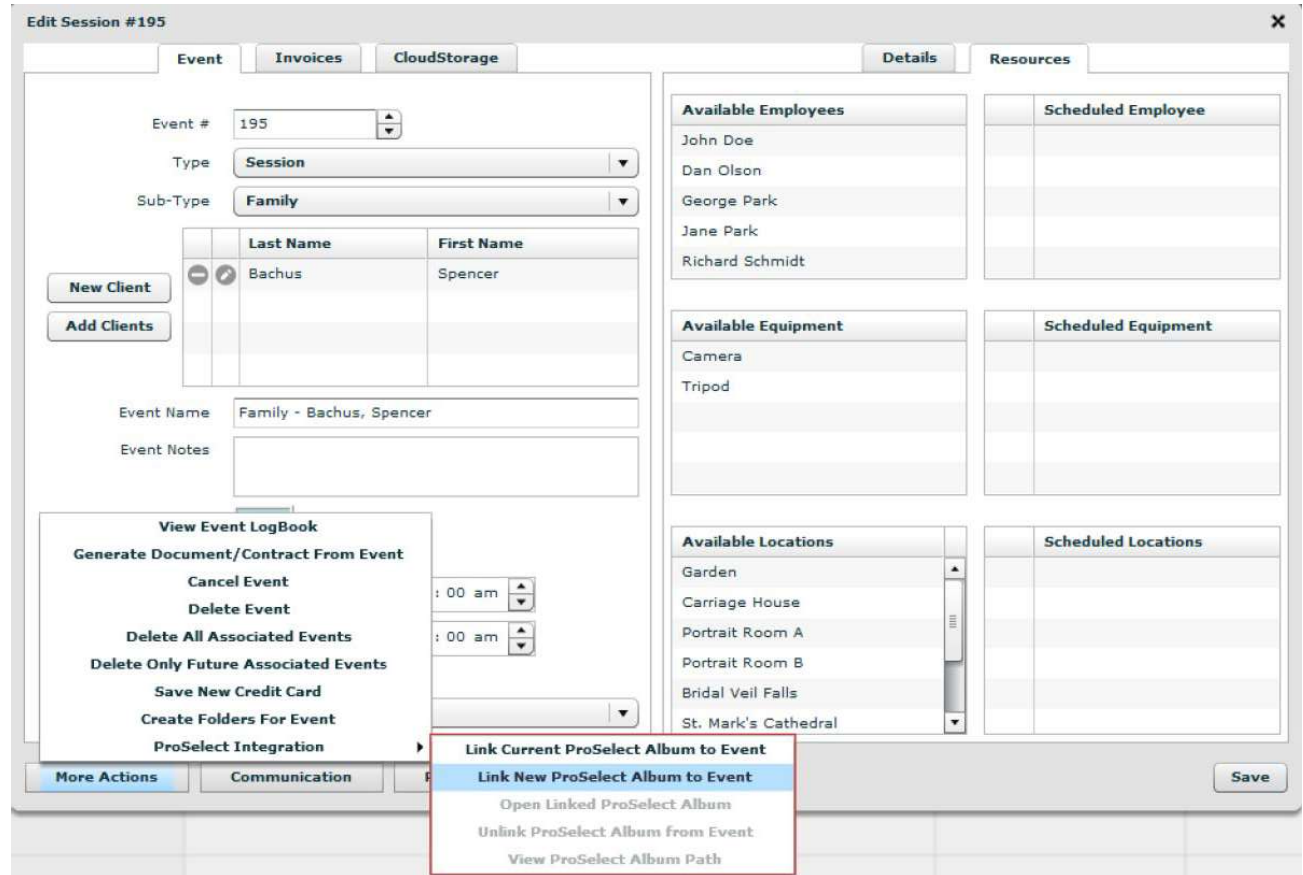 Edit Session #195
Event Invoices CloudStorage
Details Resources
Event # 195
Type Session
Sub-Type Family
Last Name First Name
Bachus Spencer
New Client
Add Clients
Event Name Family - Bachus, Spencer
Event Notes
: 00 am
: 00 am
View Event LogBook
Generate Document/Contract From Event
Cancel Event
Delete Event
Delete All Associated Events
Delete Only Future Associated Events
Save New Credit Card
Create Folders For Event
ProSelect Integration
Link Current ProSelect Album to Event
Link New ProSelect Album to Event
Open Linked ProSelect Album
Unlink ProSelect Album from Event
View ProSelect Album Path
More Actions Communication
Available Employees Scheduled Employee
John Doe
Dan Olson
George Park
Jane Park
Richard Schmidt
Available Equipment Scheduled Equipment
Camera
Tripod
Available Locations Scheduled Locations
Garden
Carriage House
Portrait Room A
Portrait Room B
Bridal Veil Falls
St. Mark's Cathedral
Save